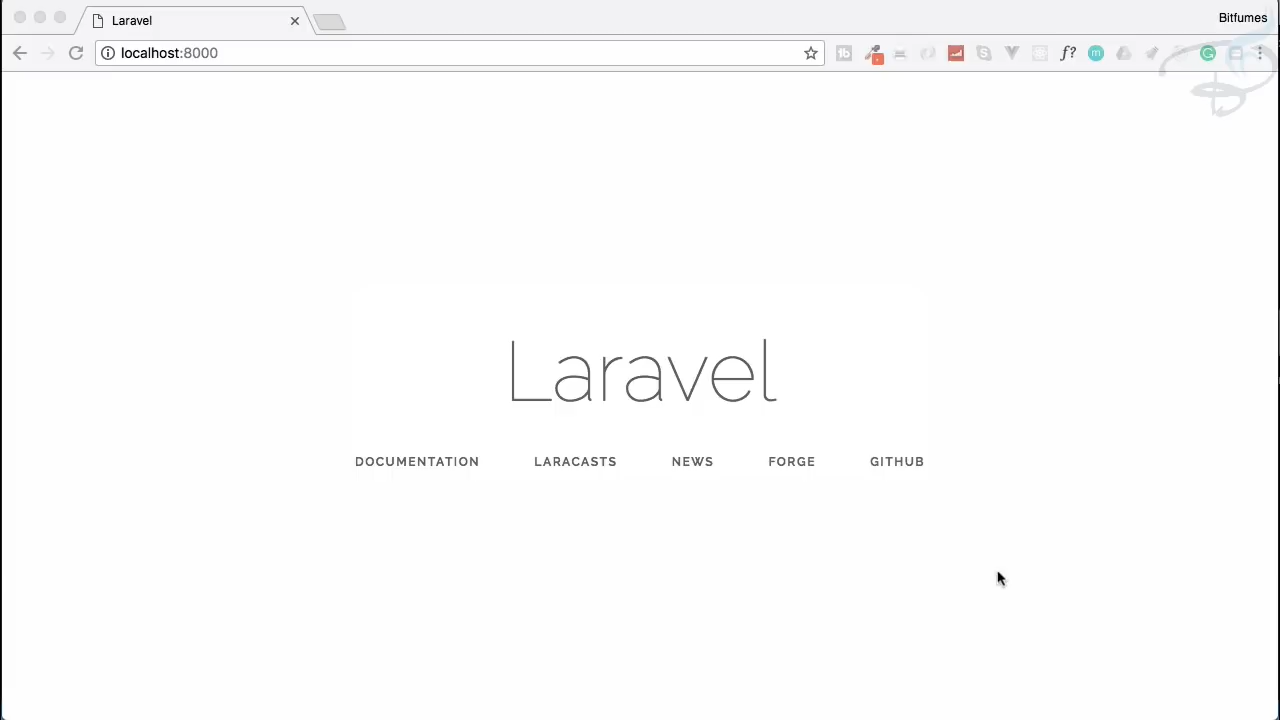 Laravel
Bitfumes
localhost:8000
Laravel
DOCUMENTATION LARACASTS NEWS FORGE GITHUB